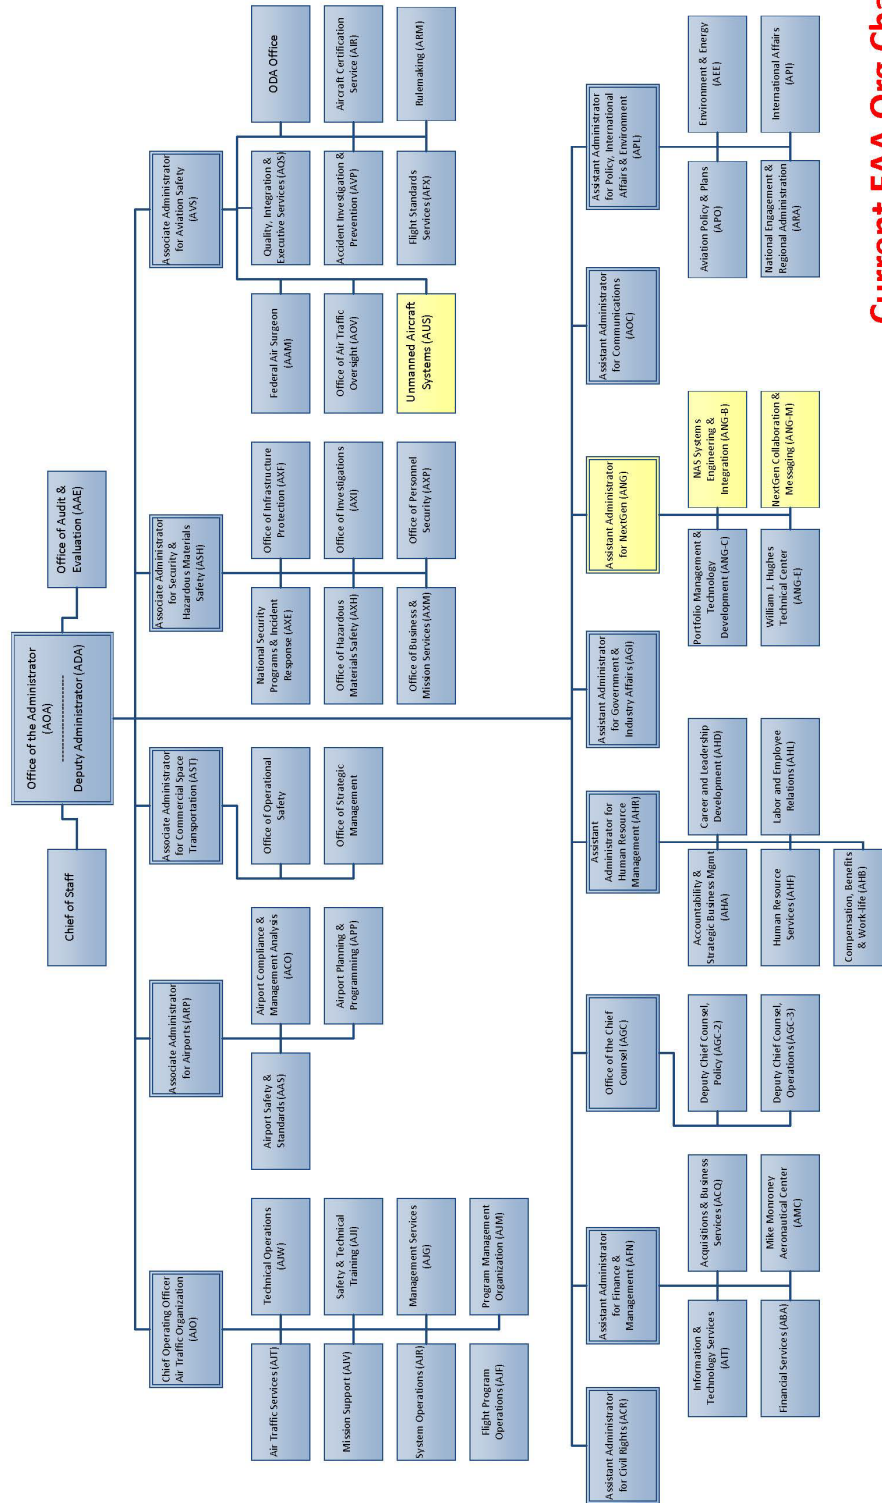 Office of the Administrator
(AOA)
----------------------
Deputy Administrator (ADA)
Chief of Staff
Office of Audit &
Evaluation (AAE)
Chief Operating Officer
Air Traffic Organization
(AJO)
Air Traffic Services (AJT)
Technical Operations
(AJW)
Mission Support (AJV)
Safety & Technical
Training (AJI)
System Operations (AJR)
Management Services
(AJG)
Flight Program
Operations (AJF)
Program Management
Organization (AJM)
Associate Administrator
for Airports (ARP)
Airport Safety &
Standards (AAS)
Airport Compliance &
Management Analysis
(ACO)
Airport Planning &
Programming (APP)
Associate Administrator
for Commercial Space
Transportation (AST)
Office of Operational
Safety
Office of Strategic
Management
Associate Administrator
for Security &
Hazardous Materials
Safety (ASH)
National Security
Programs & Incident
Response (AXE)
Office of Infrastructure
Protection (AXF)
Office of Hazardous
Materials Safety (AXH)
Office of Investigations
(AXI)
Office of Business &
Mission Services (AXM)
Office of Personnel
Security (AXP)
Associate Administrator
for Aviation Safety
(AVS)
Federal Air Surgeon
(AAM)
Quality, Integration &
Executive Services (AQS)
ODA Office
Office of Air Traffic
Oversight (AOV)
Accident Investigation &
Prevention (AVP)
Aircraft Certification
Service (AIR)
Unmanned Aircraft
Systems (AUS)
Flight Standards
Services (AFX)
Rulemaking (ARM)
Assistant Administrator
for Civil Rights (ACR)
Assistant Administrator
for Finance &
Management (AFN)
Information &
Technology Services
(AIT)
Acquisitions & Business
Services (ACQ)
Financial Services (ABA)
Mike Monroney
Aeronautical Center
(AMC)
Office of the Chief
Counsel (AGC)
Deputy Chief Counsel,
Policy (AGC-2)
Deputy Chief Counsel,
Operations (AGC-3)
Assistant
Administrator for
Human Resource
Management (AHR)
Accountability &
Strategic Business Mgmt
(AHA)
Career and Leadership
Development (AHD)
Human Resource
Services (AHF)
Labor and Employee
Relations (AHL)
Compensation, Benefits
& Work-life (AHB)
Assistant Administrator
for Government &
Industry Affairs (AGI)
Assistant Administrator
for NextGen (ANG)
Portfolio Management &
Technology
Development (ANG-C)
NAS Systems
Engineering &
Integration (ANG-B)
William J. Hughes
Technical Center
(ANG-E)
NextGen Collaboration &
Messaging (ANG-M)
Assistant Administrator
for Communications
(AOC)
Assistant Administrator
for Policy, International
Affairs & Environment
(APL)
Aviation Policy & Plans
(APO)
Environment & Energy
(AEE)
National Engagement &
Regional Administration
(ARA)
International Affairs
(API)
Current FAA Org Cha